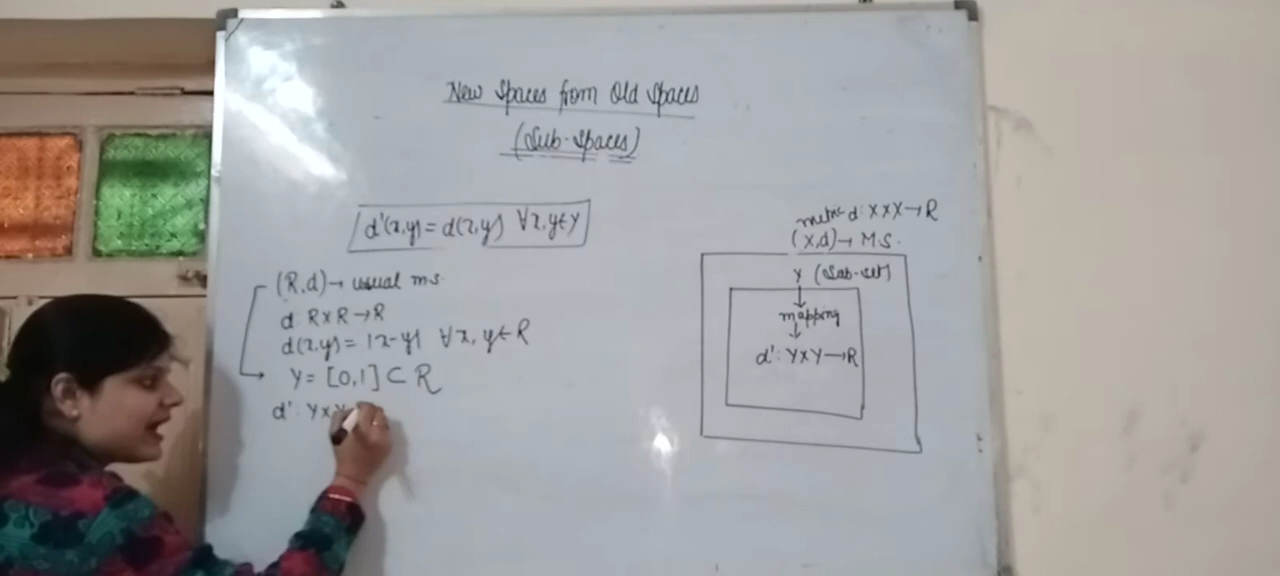 New Spaces from Old Spaces
(Sub-Spaces)
d'(x,y) = d(x,y) ∀x,y∈Y
(R,d)→ usual m.s.
d: R×R→R
d(x,y) = |x-y| ∀x,y∈R
Y = [0,1] ⊂ R
d': Y×Y
metric d: X×X→R
(X,d)→ M.S.
Y (Sub-set)
↓
mapping
↓
d': Y×Y→R